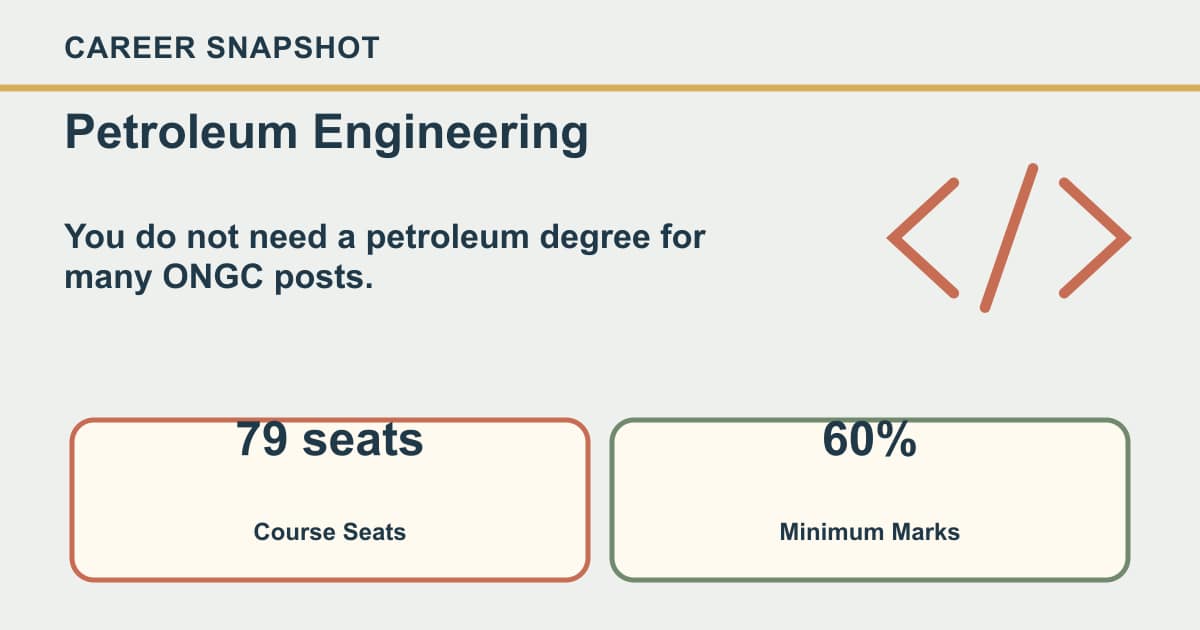 CAREER SNAPSHOT
Petroleum Engineering
You do not need a petroleum degree for
many ONGC posts.
79 seats
Course Seats
60%
Minimum Marks